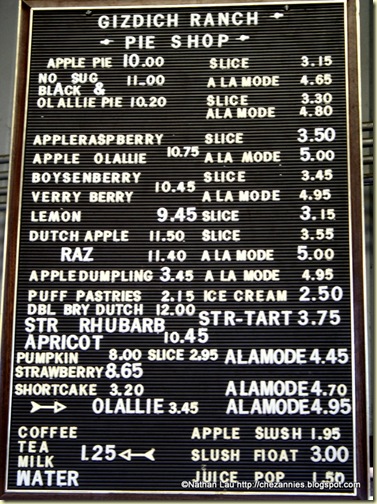 GIZDICH RANCH
PIE SHOP
APPLE PIE 10.00 SLICE 3.15
NO. SUG. 11.00 A LA MODE 4.65
BLACK &
OLALLIE PIE 10.20 SLICE 3.30
ALA MODE 4.80
APPLERASPBERRY SLICE 3.50
APPLE OLALLIE 10.75 A LA MODE 5.00
BOYSENBERRY SLICE 3.45
VERRY BERRY 10.45 A LA MODE 4.95
LEMON 9.45 SLICE 3.15
DUTCH APPLE 11.50 SLICE 3.55
RAZ 11.40 A LA MODE 5.00
APPLEDUMPLING 3.45 A LA MODE 4.95
PUFF PASTRIES 2.15 ICE CREAM 2.50
DBL BRY DUTCH 12.00
STR RHUBARB STR-TART 3.75
APRICOT 10.45
PUMPKIN 8.00 SLICE 2.95 ALAMODE 4.45
STRAWBERRY 8.65
SHORTCAKE 3.20 ALAMODE 4.70
OLALLIE 3.45 ALAMODE 4.95
COFFEE APPLE SLUSH 1.95
TEA 1.25 SLUSH FlOAT 3.00
MILK
WATER JUICE POP 1.50
©Nathan Lau http://chezannies.blogspot.com